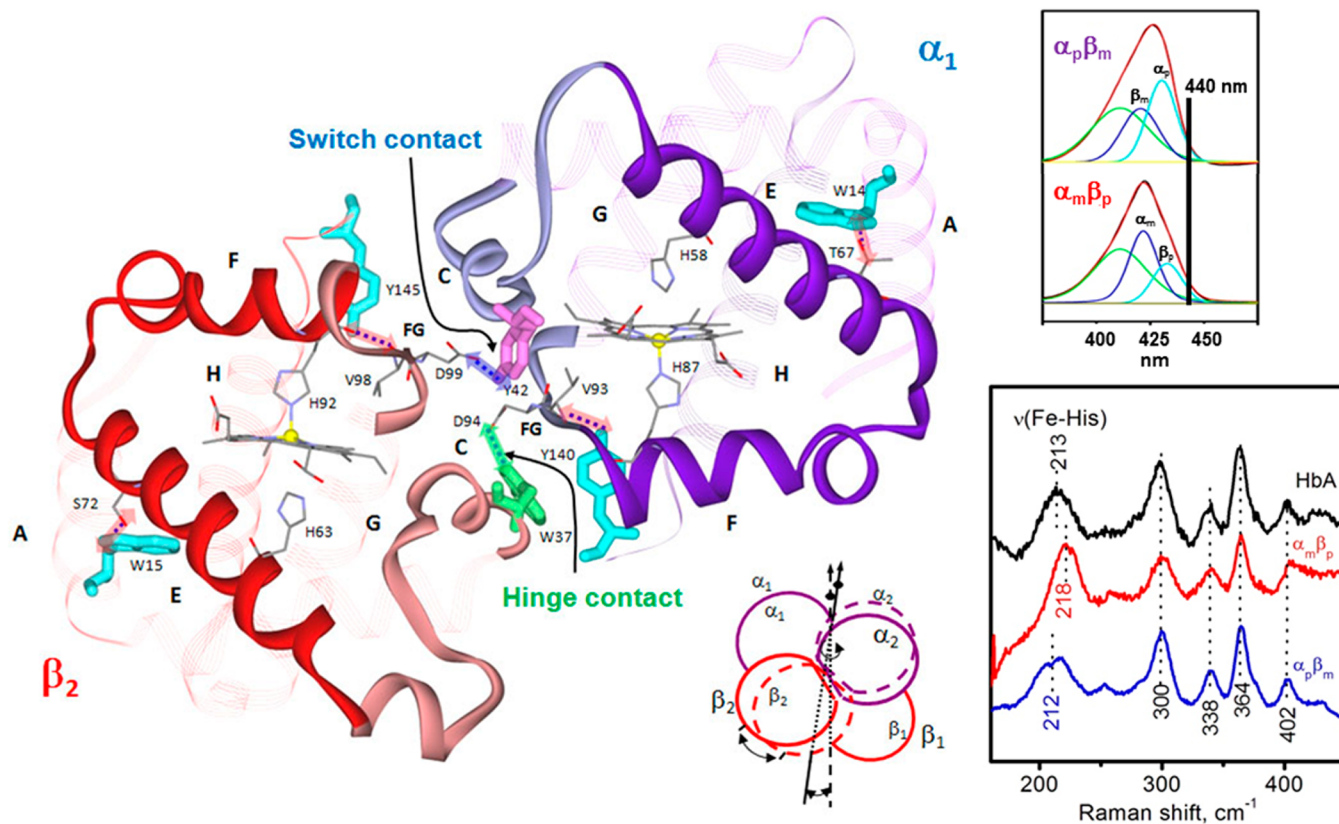 α1
Switch contact
W14
E
G
A
F
T67
C
H58
Y145
FG
H87
H
H
D99
Y42
V93
V98
H92
D94
FG
C
Y140
S72
G
F
A
H63
W37
W15
E
Hinge contact
β2
αpβm
αp
βm
440 nm
αmβp
αm
βp
400
450
nm
α1
α1
α2
α2
β2
β2
β1
β1
ν(Fe-His)
213
HbA
αmβp
218
αpβm
212
300
338
364
402
200
300
400
Raman shift, cm-1